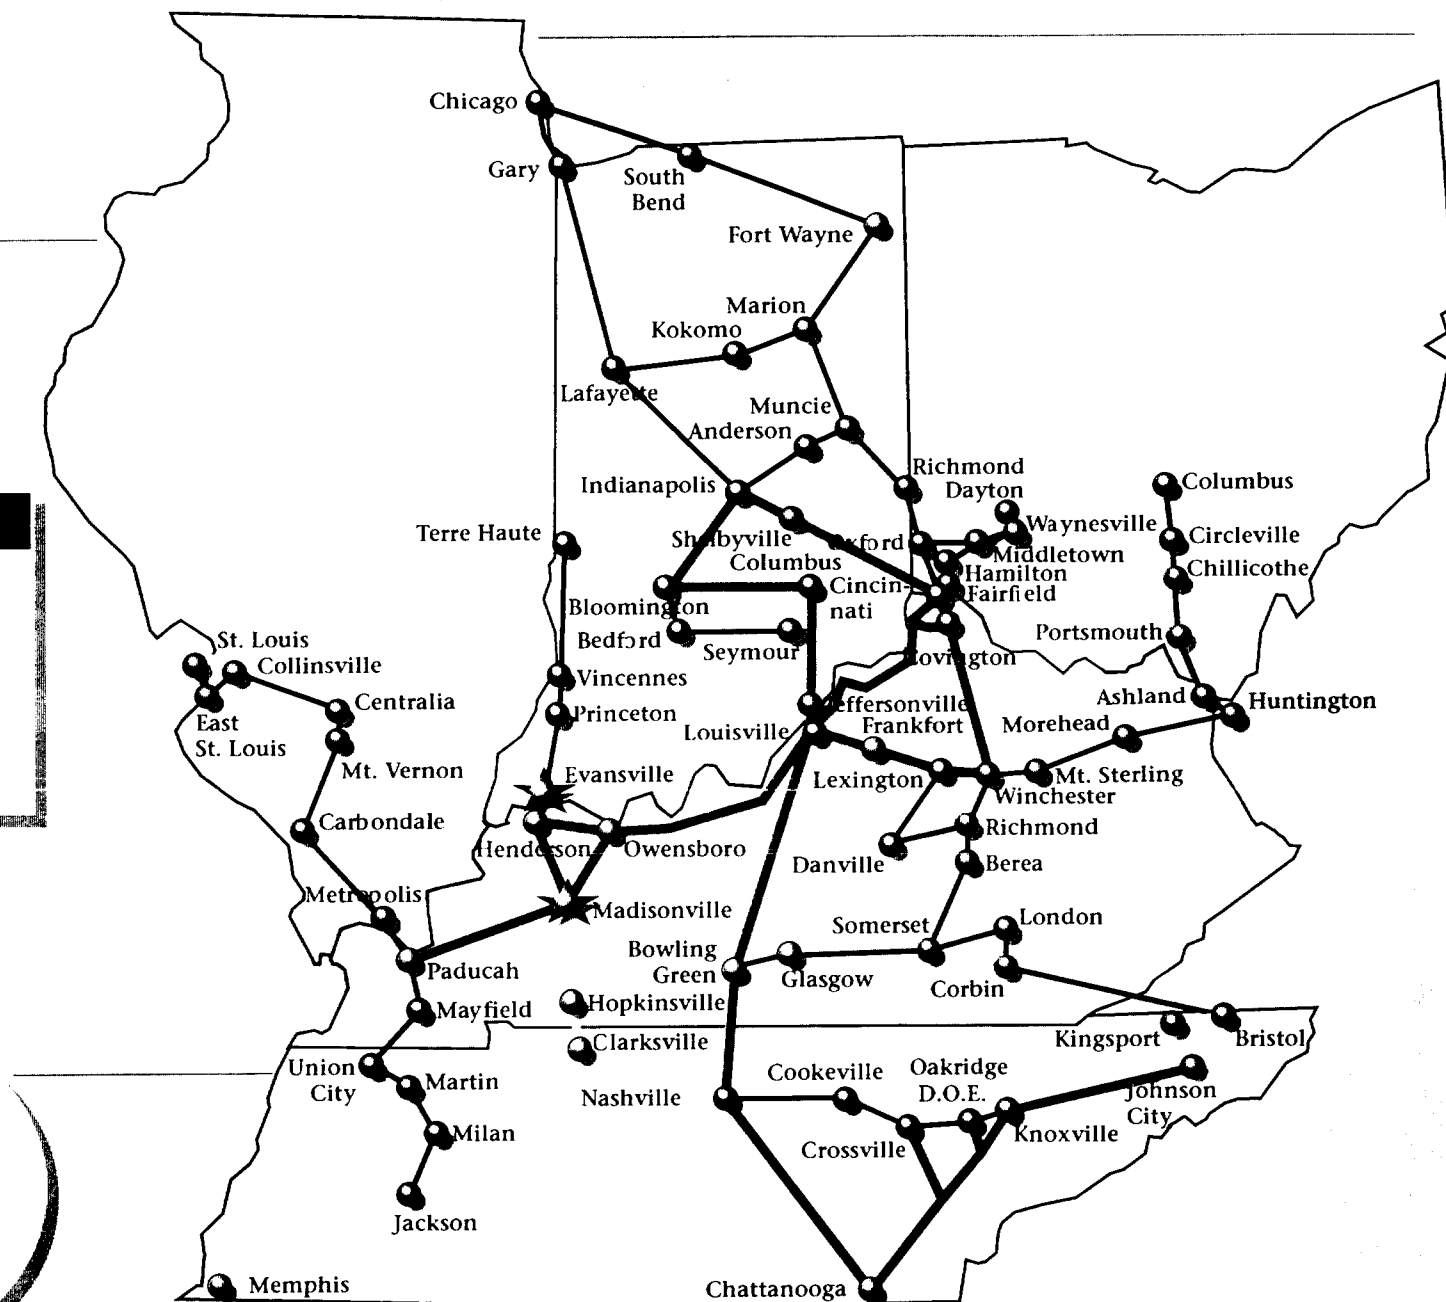 Chicago
Gary
South
Bend
Fort Wayne
Marion
Kokomo
Lafayette
Muncie
Anderson
Richmond
Dayton
Indianapolis
Columbus
Terre Haute
Shelbyville
Oxford
Waynesville
Circleville
Middletown
Columbus
Hamilton
Chillicothe
Bloomington
Cincin-
nati
Fairfield
Bedford
Seymour
Portsmouth
St. Louis
Collinsville
Covington
Vincennes
Ashland
Huntington
Centralia
Princeton
Jeffersonville
East
St. Louis
Louisville
Frankfort
Morehead
Mt. Vernon
Evansville
Lexington
Mt. Sterling
Winchester
Carbondale
Henderson
Owensboro
Richmond
Danville
Berea
Metropolis
Madisonville
Somerset
London
Bowling
Green
Paducah
Glasgow
Corbin
Mayfield
Hopkinsville
Clarksville
Kingsport
Bristol
Union
City
Martin
Nashville
Cookeville
Oakridge
D.O.E.
Johnson
City
Milan
Crossville
Knoxville
Jackson
Memphis
Chattanooga